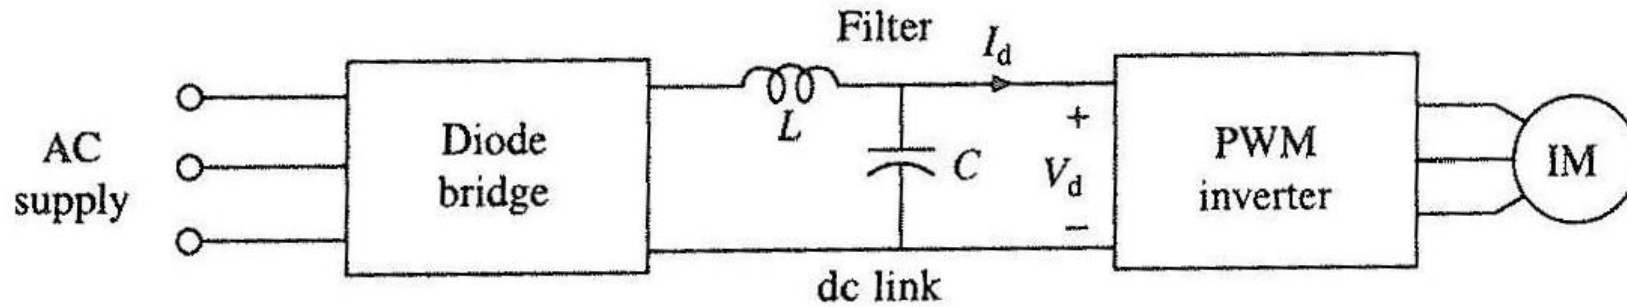 Filter
I_d
AC
supply
Diode
bridge
L
C
+
V_d
−
PWM
inverter
IM
dc link